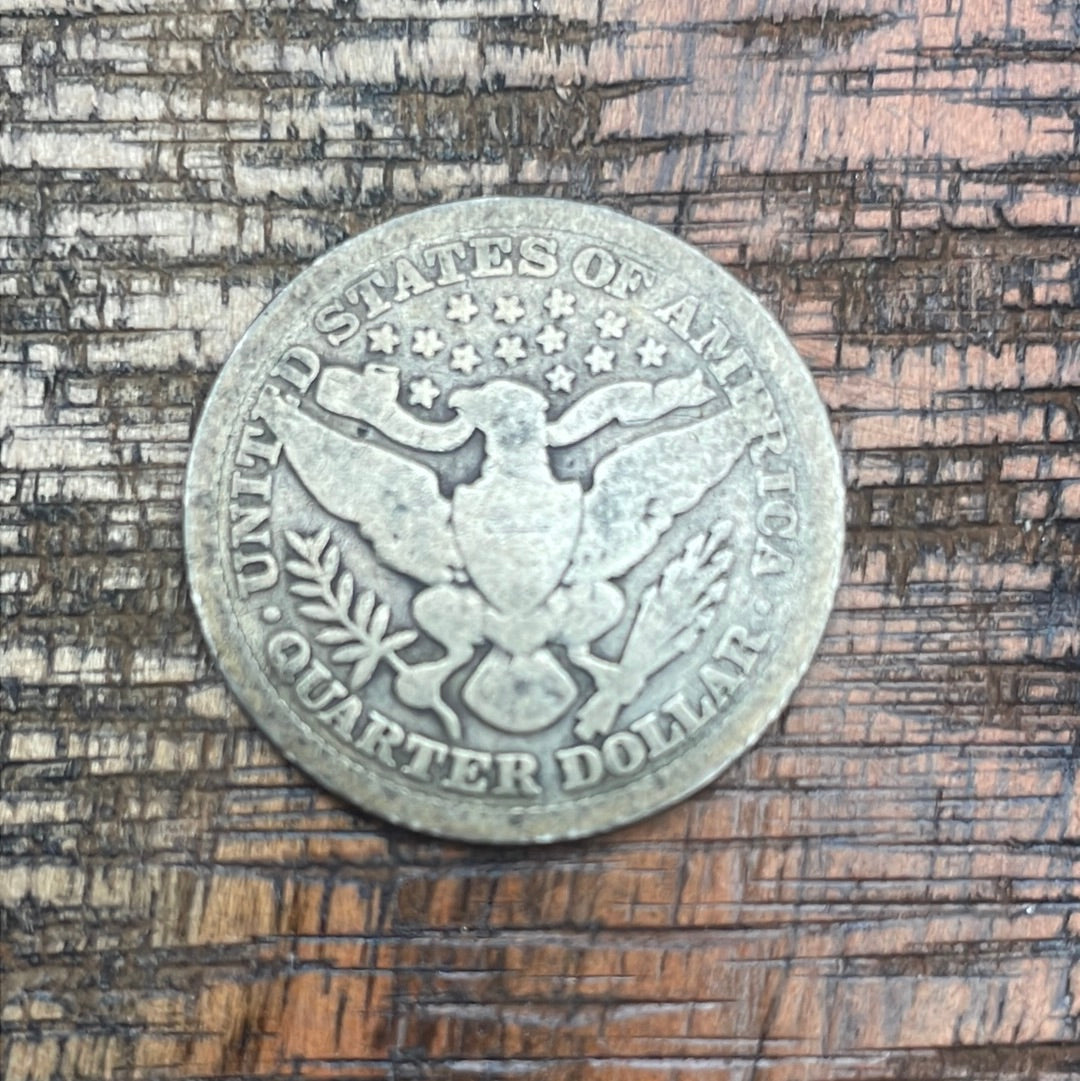 UNITED STATES OF AMERICA
· QUARTER DOLLAR ·